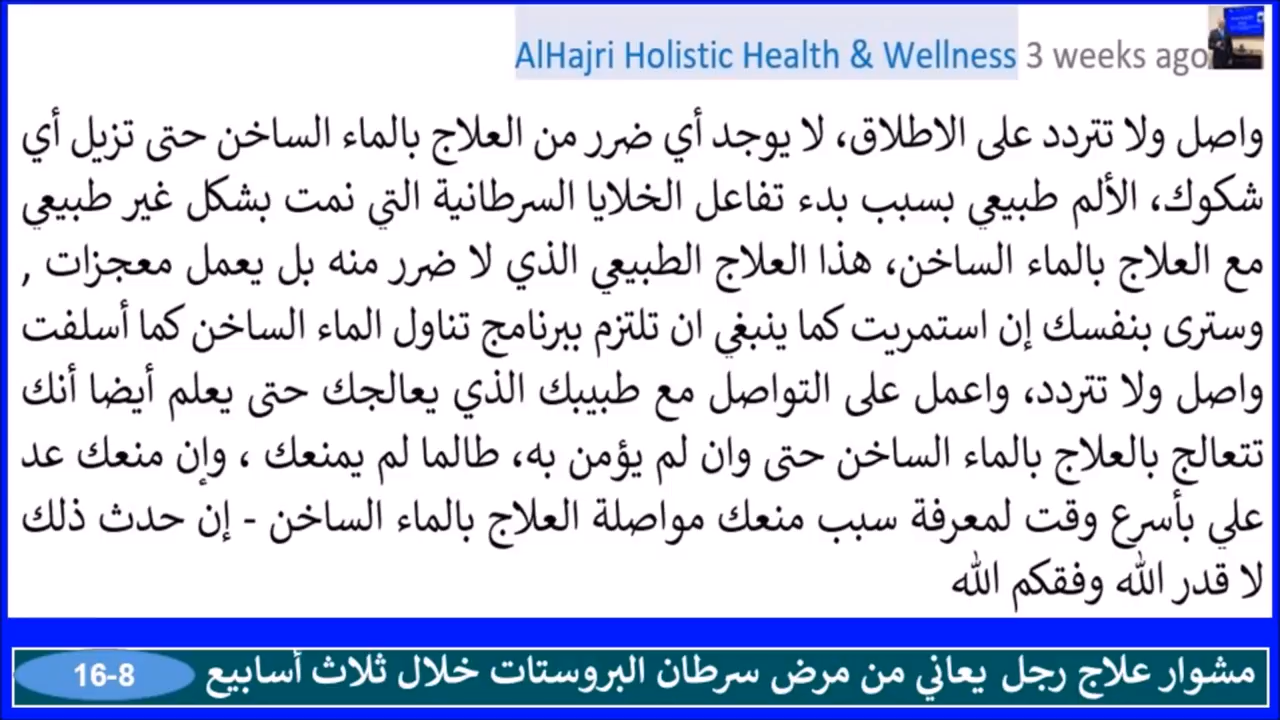 AlHajri Holistic Health & Wellness 3 weeks ago
واصل ولا تتردد على الاطلاق، لا يوجد أي ضرر من العلاج بالماء الساخن حتى تزيل أي
شكوك، الألم طبيعي بسبب بدء تفاعل الخلايا السرطانية التي نمت بشكل غير طبيعي
مع العلاج بالماء الساخن، هذا العلاج الطبيعي الذي لا ضرر منه بل يعمل معجزات ,
وسترى بنفسك إن استمريت كما ينبغي ان تلتزم ببرنامج تناول الماء الساخن كما أسلفت
واصل ولا تتردد، واعمل على التواصل مع طبيبك الذي يعالجك حتى يعلم أيضا أنك
تتعالج بالعلاج بالماء الساخن حتى وان لم يؤمن به، طالما لم يمنعك ، وإن منعك عد
علي بأسرع وقت لمعرفة سبب منعك مواصلة العلاج بالماء الساخن - إن حدث ذلك
لا قدر الله وفقكم الله
مشوار علاج رجل يعاني من مرض سرطان البروستات خلال ثلاث أسابيع
16-8